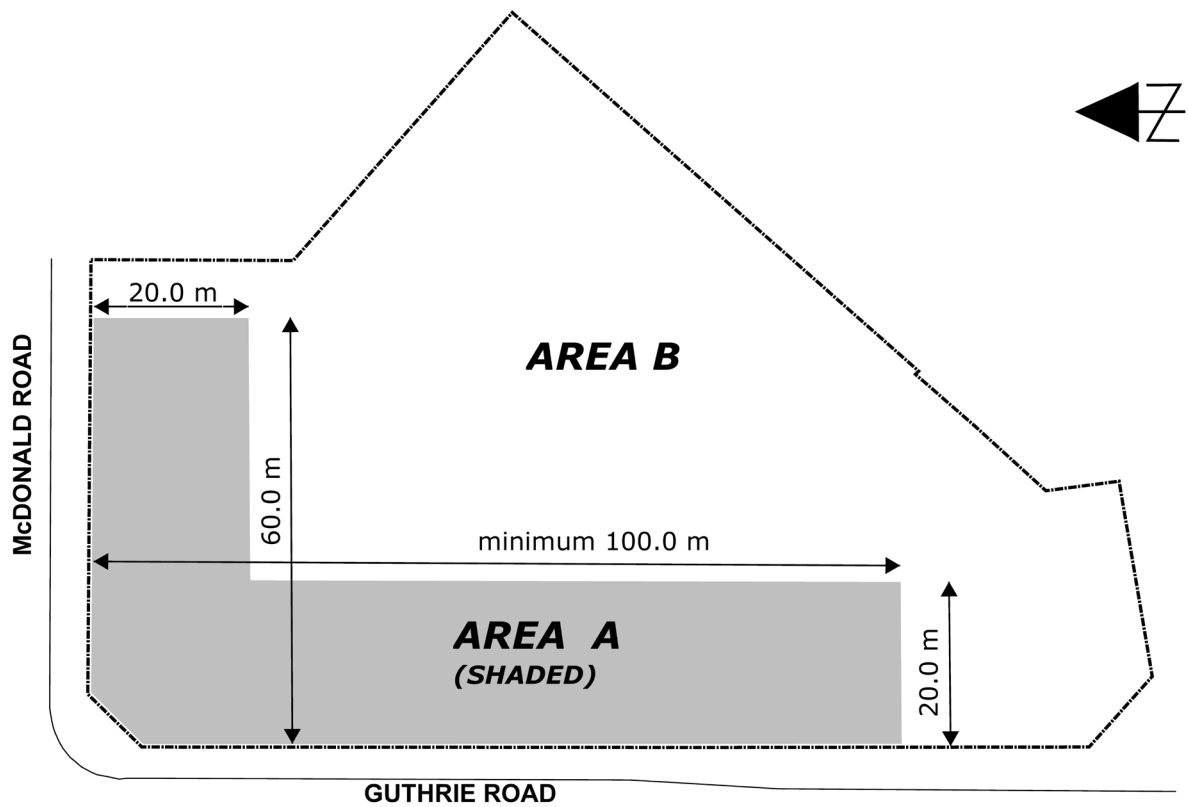 20.0 m
AREA B
McDONALD ROAD
60.0 m
minimum 100.0 m
AREA A
(SHADED)
20.0 m
GUTHRIE ROAD
N